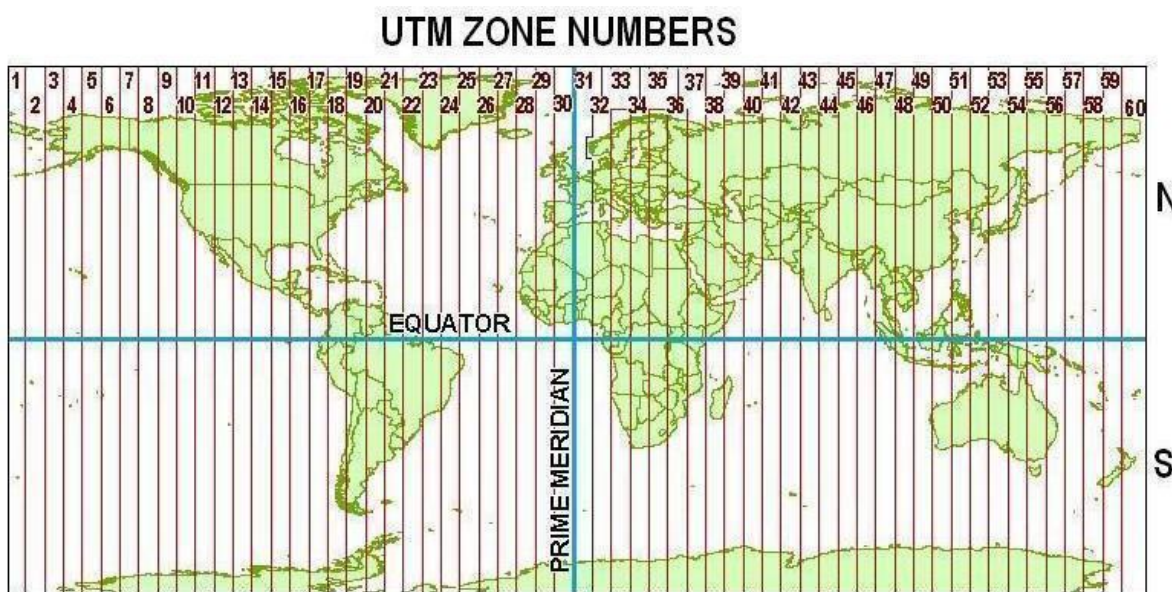 UTM ZONE NUMBERS
1 3 5 7 9 11 13 15 17 19 21 23 25 27 29 31 33 35 37 39 41 43 45 47 49 51 53 55 57 59
2 4 6 8 10 12 14 16 18 20 22 24 26 28 30 32 34 36 38 40 42 44 46 48 50 52 54 56 58 60
N
EQUATOR
PRIME MERIDIAN
S